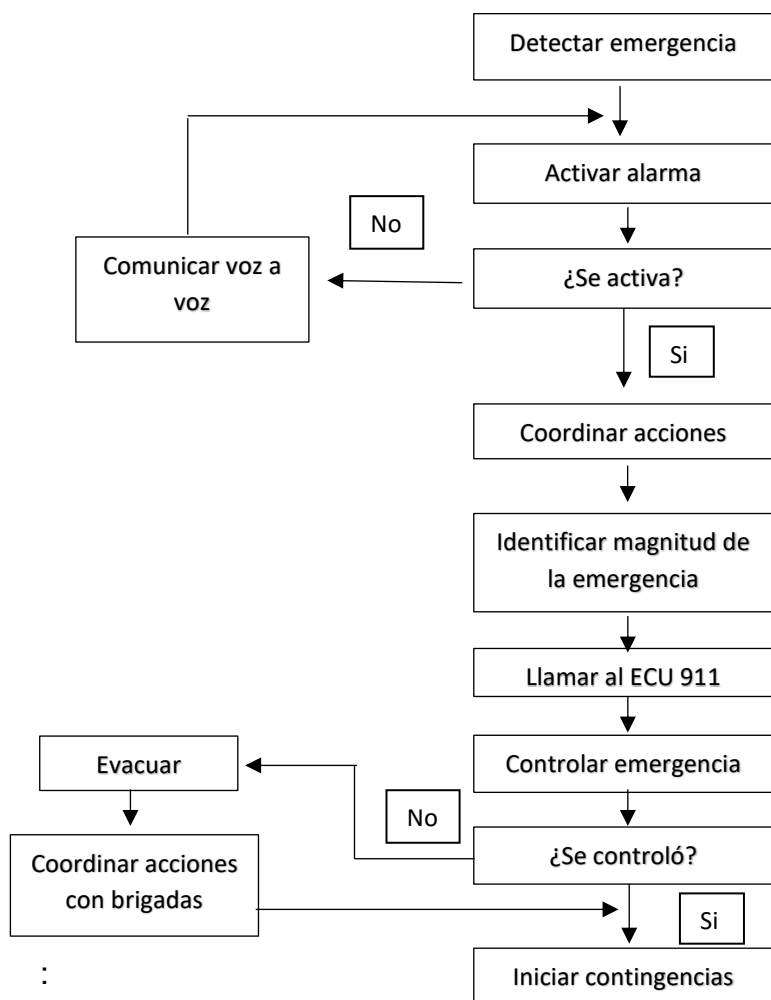 Detectar emergencia
Activar alarma
No
Comunicar voz a
voz
¿Se activa?
Si
Coordinar acciones
Identificar magnitud de
la emergencia
Llamar al ECU 911
Evacuar
Controlar emergencia
No
¿Se controló?
Coordinar acciones
con brigadas
Si
:
Iniciar contingencias